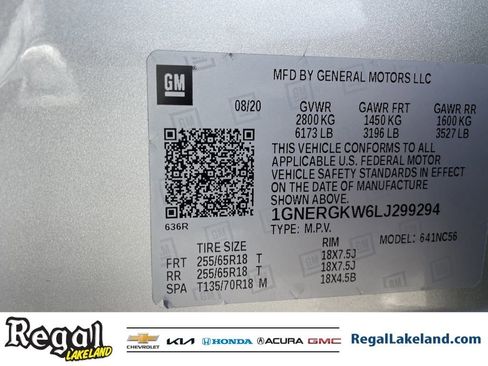 GM
MFD BY GENERAL MOTORS LLC
08/20 GVWR GAWR FRT GAWR RR
2800 KG 1450 KG 1600 KG
6173 LB 3196 LB 3527 LB
THIS VEHICLE CONFORMS TO ALL
APPLICABLE U.S. FEDERAL MOTOR
VEHICLE SAFETY STANDARDS IN EFFECT
ON THE DATE OF MANUFACTURE
SHOWN ABOVE.
1GNERGKW6LJ299294
636R
TYPE: M.P.V. MODEL: 641NC56
TIRE SIZE RIM
FRT 255/65R18 T 18X7.5J
RR 255/65R18 T 18X7.5J
SPA T135/70R18 M 18X4.5B
Regal
LAKELAND
CHEVROLET KIA HONDA ACURA GMC RegalLakeland.com